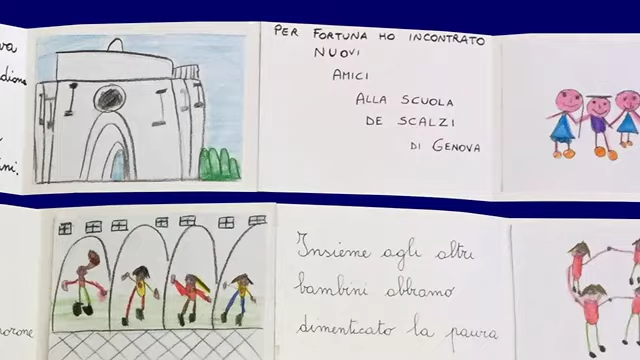 PER FORTUNA HO INCONTRATO
NUOVI
AMICI
ALLA SCUOLA
DE SCALZI
DI GENOVA
Insieme agli altri
bambini abbiamo
dimenticato la paura